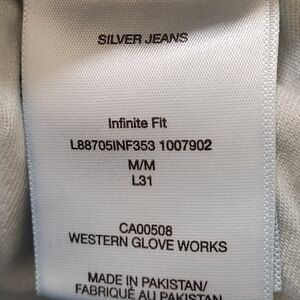 SILVER JEANS
Infinite Fit
L88705INF353 1007902
M/M
L31
CA00508
WESTERN GLOVE WORKS
MADE IN PAKISTAN/
FABRIQUÉ AU PAKISTAN